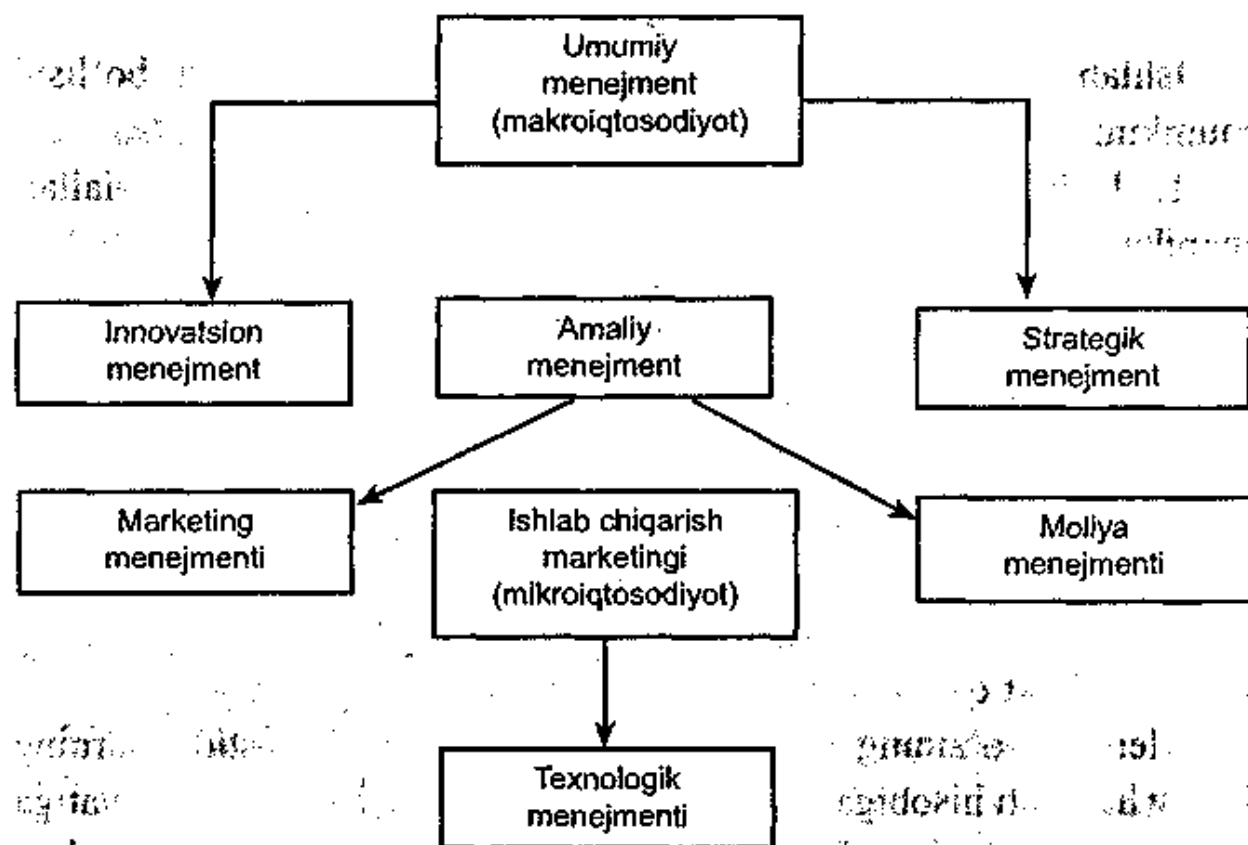 Umumiy
menejment
(makroiqtosodiyot)
Innovatsion
menejment
Amaliy
menejment
Strategik
menejment
Marketing
menejmenti
Ishlab chiqarish
marketingi
(mikroiqtosodiyot)
Moliya
menejmenti
Texnologik
menejmenti